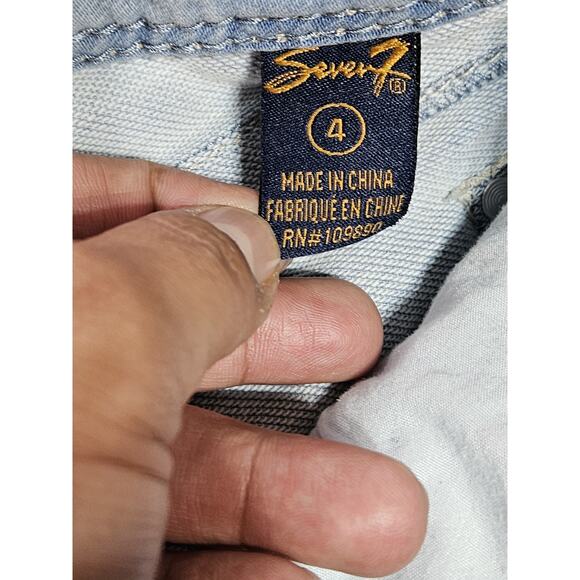 Seven7®
4
MADE IN CHINA
FABRIQUÉ EN CHINE
RN#109890